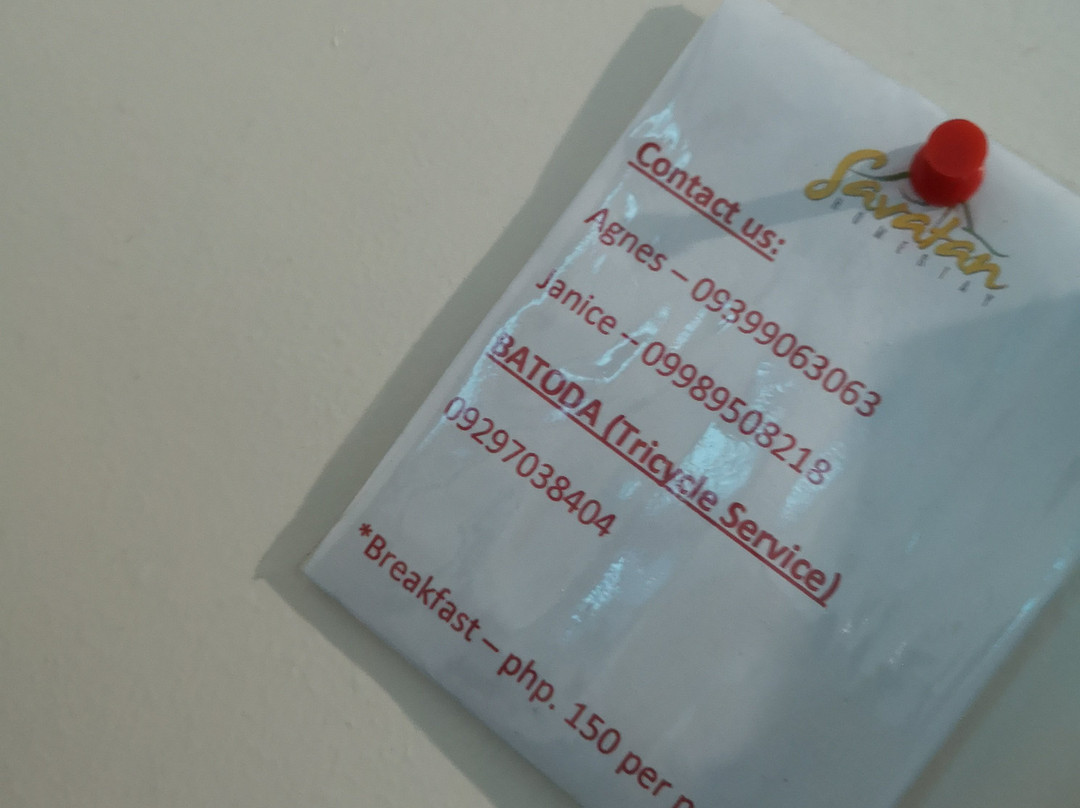 Savatan
HOMESTAY
Contact us:
Agnes – 09399063063
Janice – 09989508218
BATODA (Tricycle Service)
09297038404
*Breakfast – php. 150 per